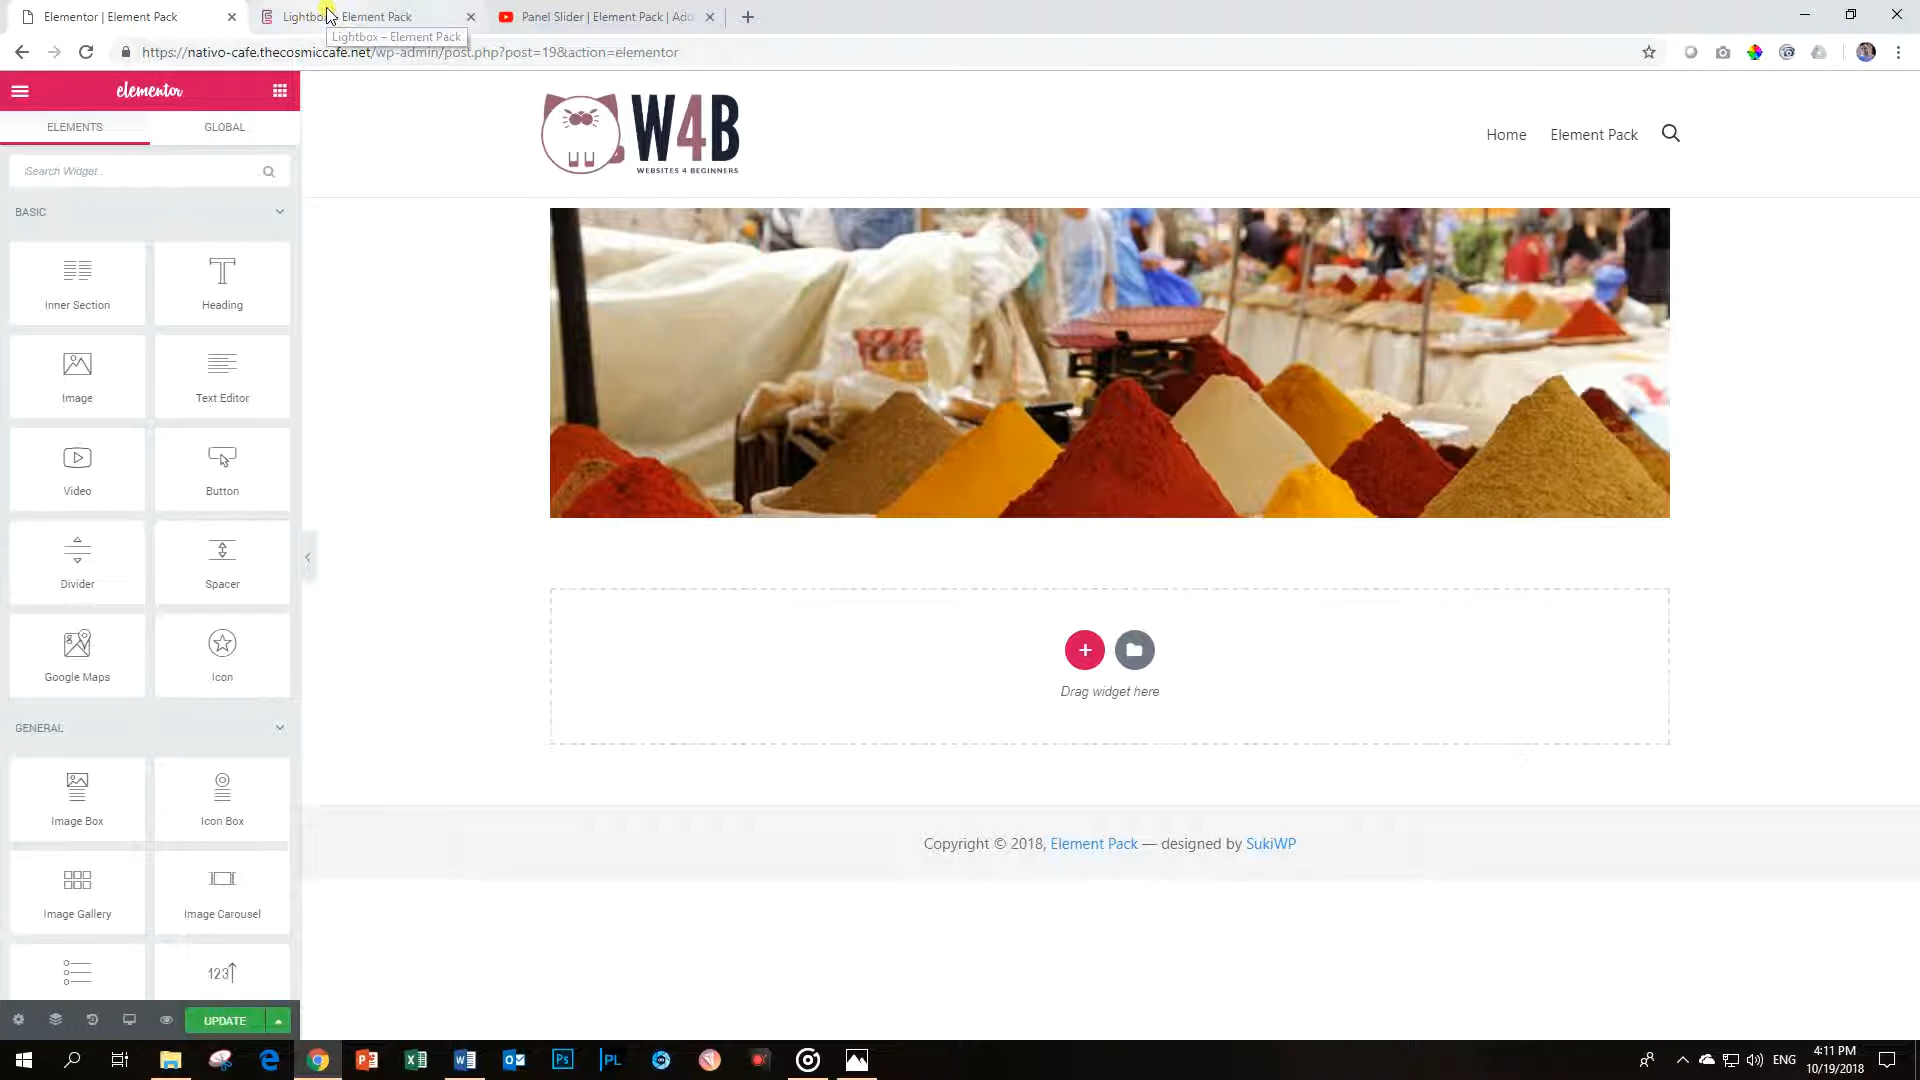 Elementor | Element Pack
Lightbox – Element Pack
Panel Slider | Element Pack | Add
Lightbox – Element Pack
https://nativo-cafe.thecosmiccafe.net/wp-admin/post.php?post=19&action=elementor
elementor
ELEMENTS
GLOBAL
Search Widget...
BASIC
Inner Section
Heading
Image
Text Editor
Video
Button
Divider
Spacer
Google Maps
Icon
GENERAL
Image Box
Icon Box
Image Gallery
Image Carousel
123
UPDATE
W4B
WEBSITES 4 BEGINNERS
Home
Element Pack
Drag widget here
Copyright © 2018, Element Pack — designed by SukiWP
Ps
PL
ENG
4:11 PM
10/19/2018